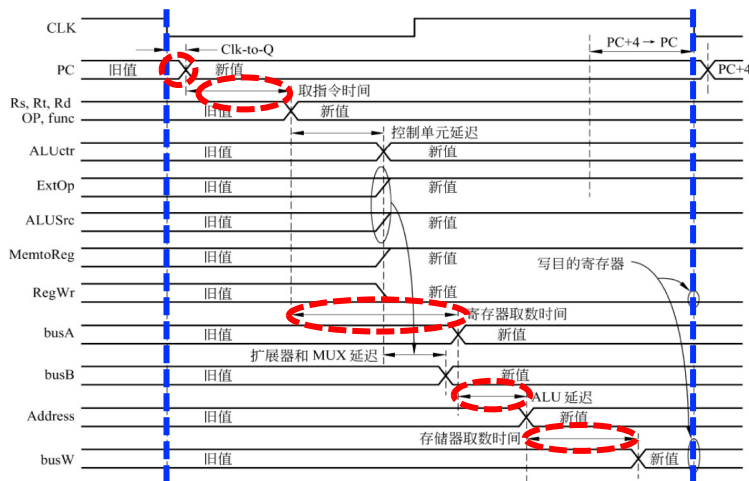 CLK
Clk-to-Q
PC+4→PC
PC 旧值 新值 PC+4
取指令时间
Rs, Rt, Rd
OP, func 旧值 新值
控制单元延迟
ALUctr 旧值 新值
ExtOp 旧值 新值
ALUSrc 旧值 新值
MemtoReg 旧值 新值
写目的寄存器
RegWr 旧值 新值
寄存器取数时间
busA 旧值 新值
扩展器和 MUX 延迟
busB 旧值 新值
ALU 延迟
Address 旧值 新值
存储器取数时间
busW 旧值 新值